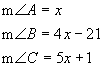 m∠A = x
m∠B = 4x − 21
m∠C = 5x + 1